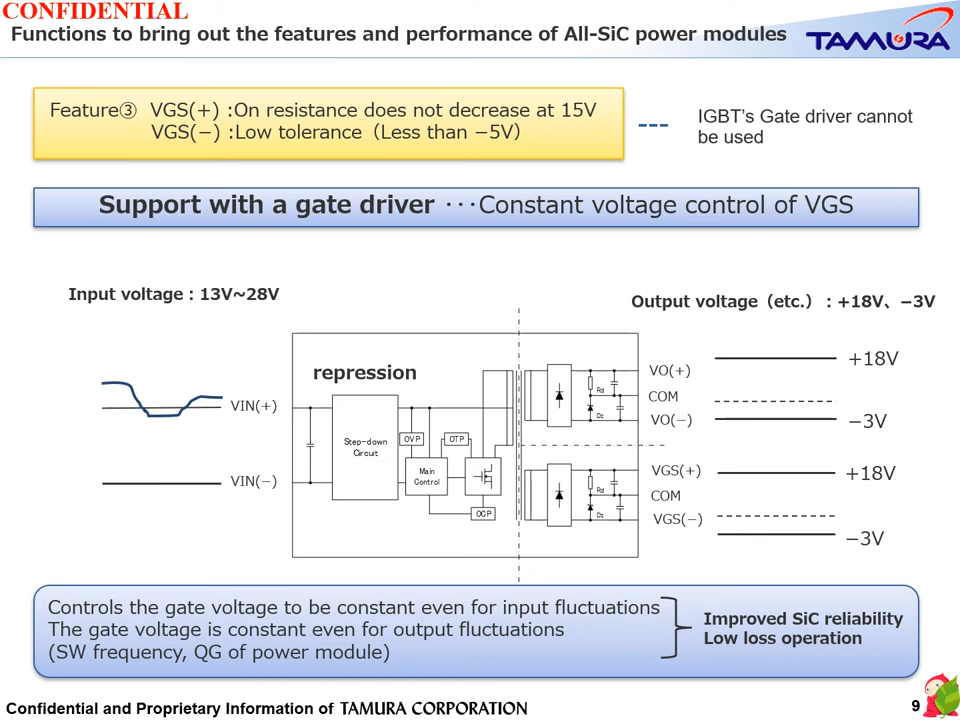 CONFIDENTIAL
Functions to bring out the features and performance of All-SiC power modules
TAMURA
Feature③ VGS(+) :On resistance does not decrease at 15V
VGS(−) :Low tolerance（Less than −5V）
IGBT's Gate driver cannot
be used
Support with a gate driver ･･･Constant voltage control of VGS
Input voltage : 13V~28V
Output voltage（etc.）: +18V、−3V
repression
VIN(+)
VIN(−)
Step-down
Circuit
OVP
OTP
Main
Control
OCP
Rd
Dz
Rd
Dz
VO(+)
COM
VO(−)
VGS(+)
COM
VGS(−)
+18V
−3V
+18V
−3V
Controls the gate voltage to be constant even for input fluctuations
The gate voltage is constant even for output fluctuations
(SW frequency, QG of power module)
Improved SiC reliability
Low loss operation
Confidential and Proprietary Information of TAMURA CORPORATION
9